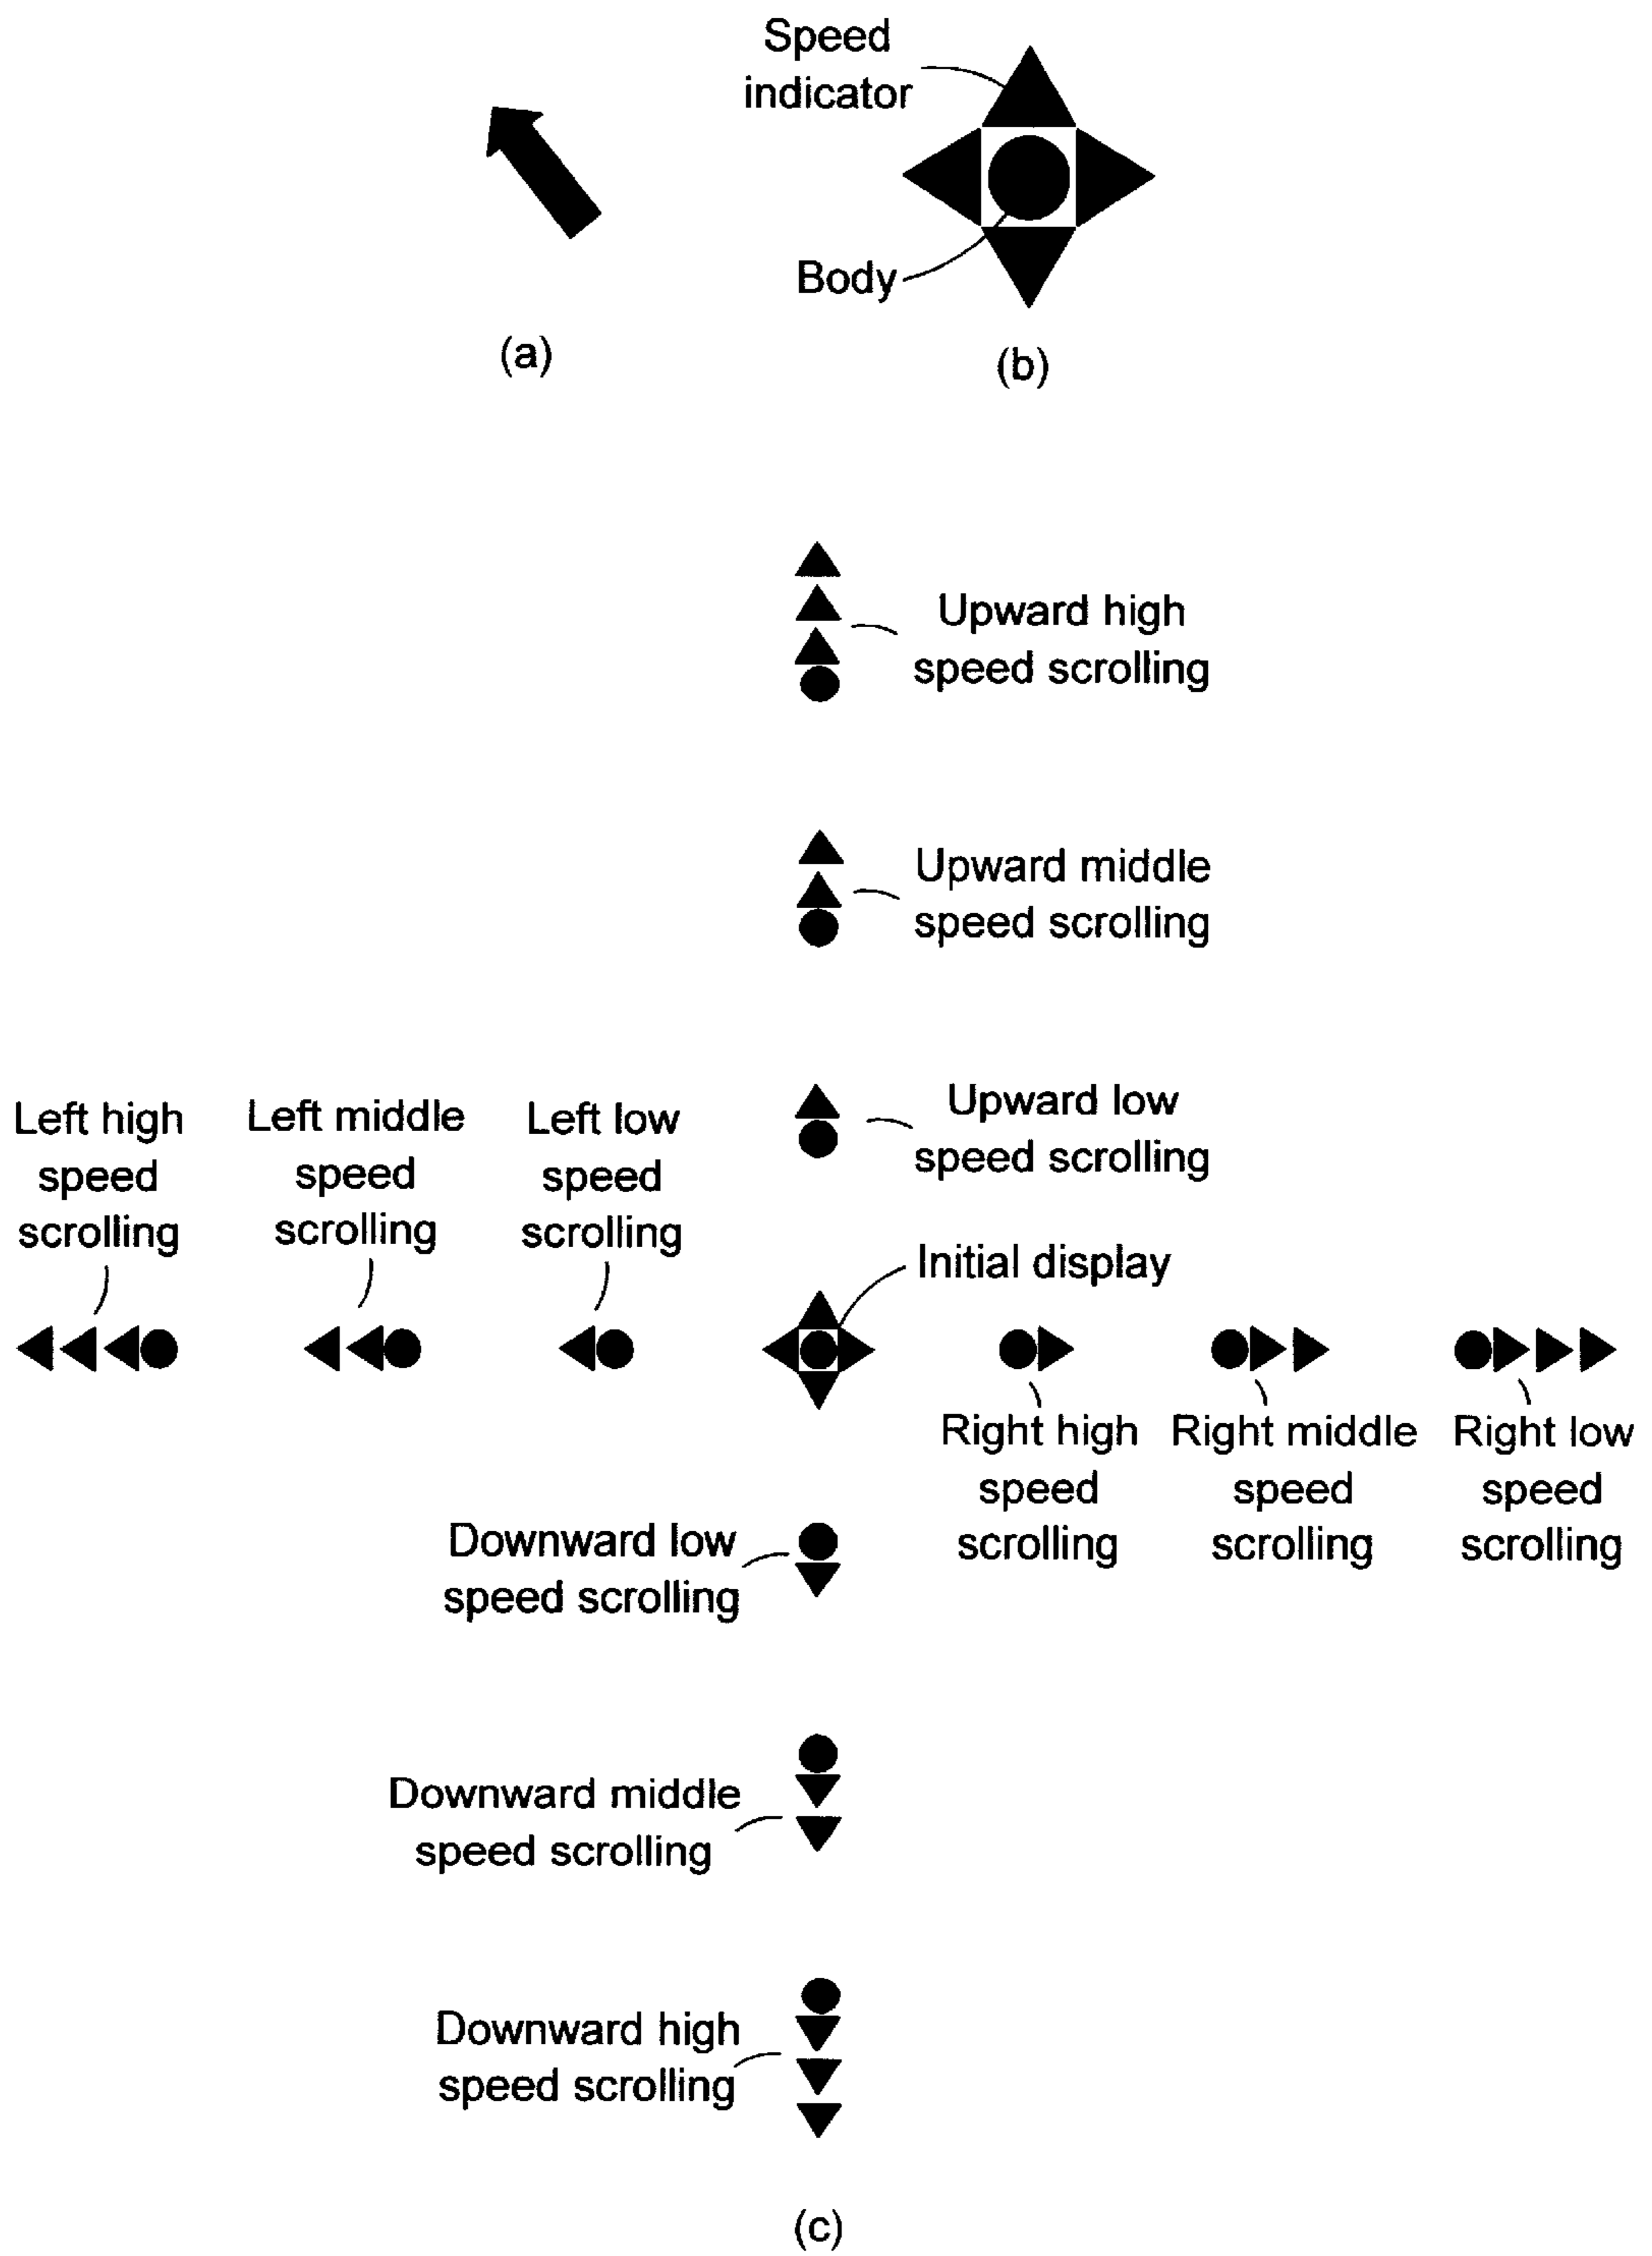 Speed
indicator
Body
(a)
(b)
Upward high
speed scrolling
Upward middle
speed scrolling
Upward low
speed scrolling
Left high
speed
scrolling
Left middle
speed
scrolling
Left low
speed
scrolling
Initial display
Right high
speed
scrolling
Right middle
speed
scrolling
Right low
speed
scrolling
Downward low
speed scrolling
Downward middle
speed scrolling
Downward high
speed scrolling
(c)